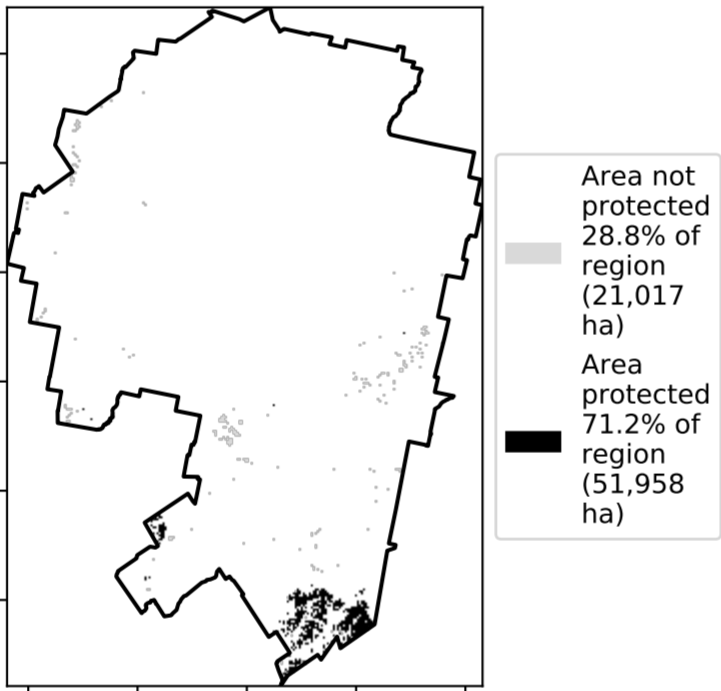 Area not
protected
28.8% of
region
(21,017
ha)
Area
protected
71.2% of
region
(51,958
ha)